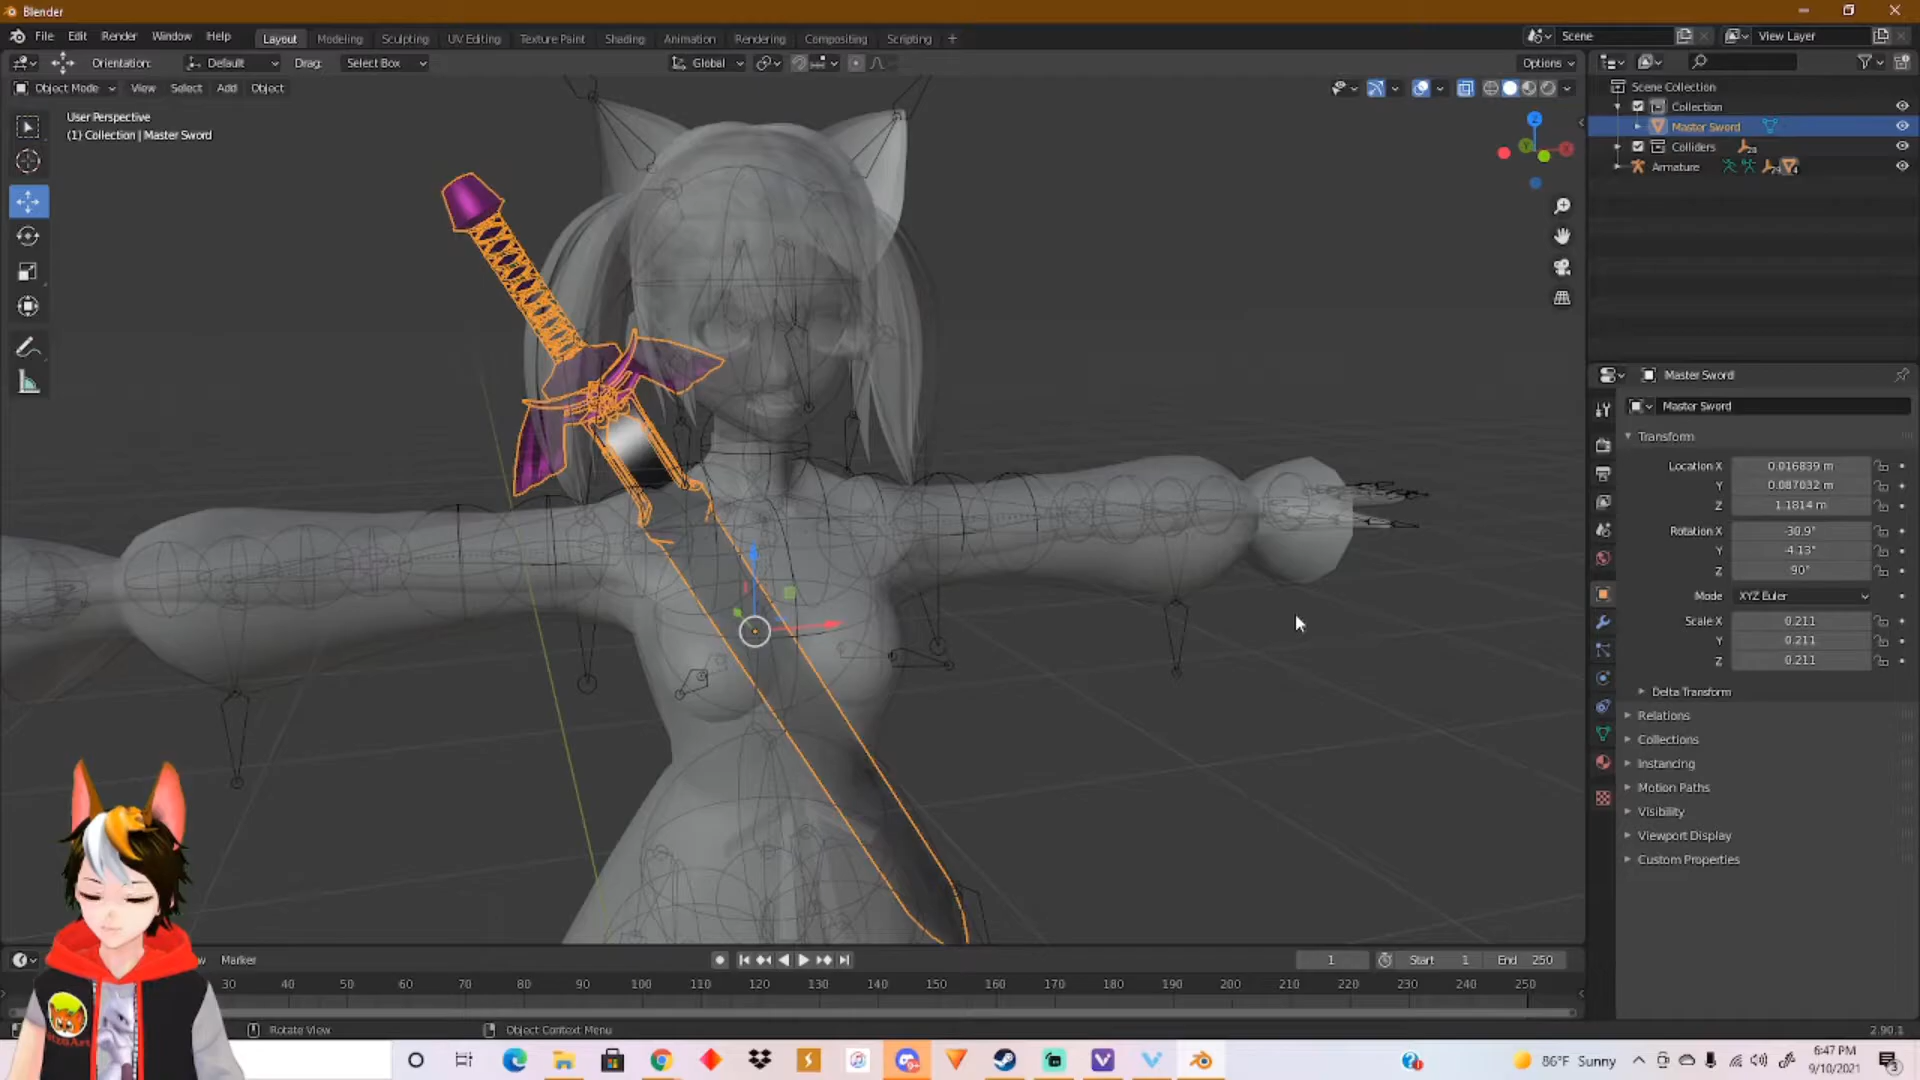 Blender
File Edit Render Window Help
Layout Modeling Sculpting UV Editing Texture Paint Shading Animation Rendering Compositing Scripting +
Scene
View Layer
Orientation: Default Drag: Select Box
Global
Options
Object Mode View Select Add Object
User Perspective
(1) Collection | Master Sword
Z
Y
X
Scene Collection
Collection
Master Sword
Colliders
Armature
Master Sword
Master Sword
Transform
Location X 0.016839 m
Y 0.087032 m
Z 1.1814 m
Rotation X -30.9°
Y -4.13°
Z 90°
Mode XYZ Euler
Scale X 0.211
Y 0.211
Z 0.211
Delta Transform
Relations
Collections
Instancing
Motion Paths
Visibility
Viewport Display
Custom Properties
w Marker
1 Start 1 End 250
30 40 50 60 70 80 90 100 110 120 130 140 150 160 170 180 190 200 210 220 230 240 250
Rotate View
Object Context Menu
2.90.1
86°F Sunny
6:47 PM
9/10/2021